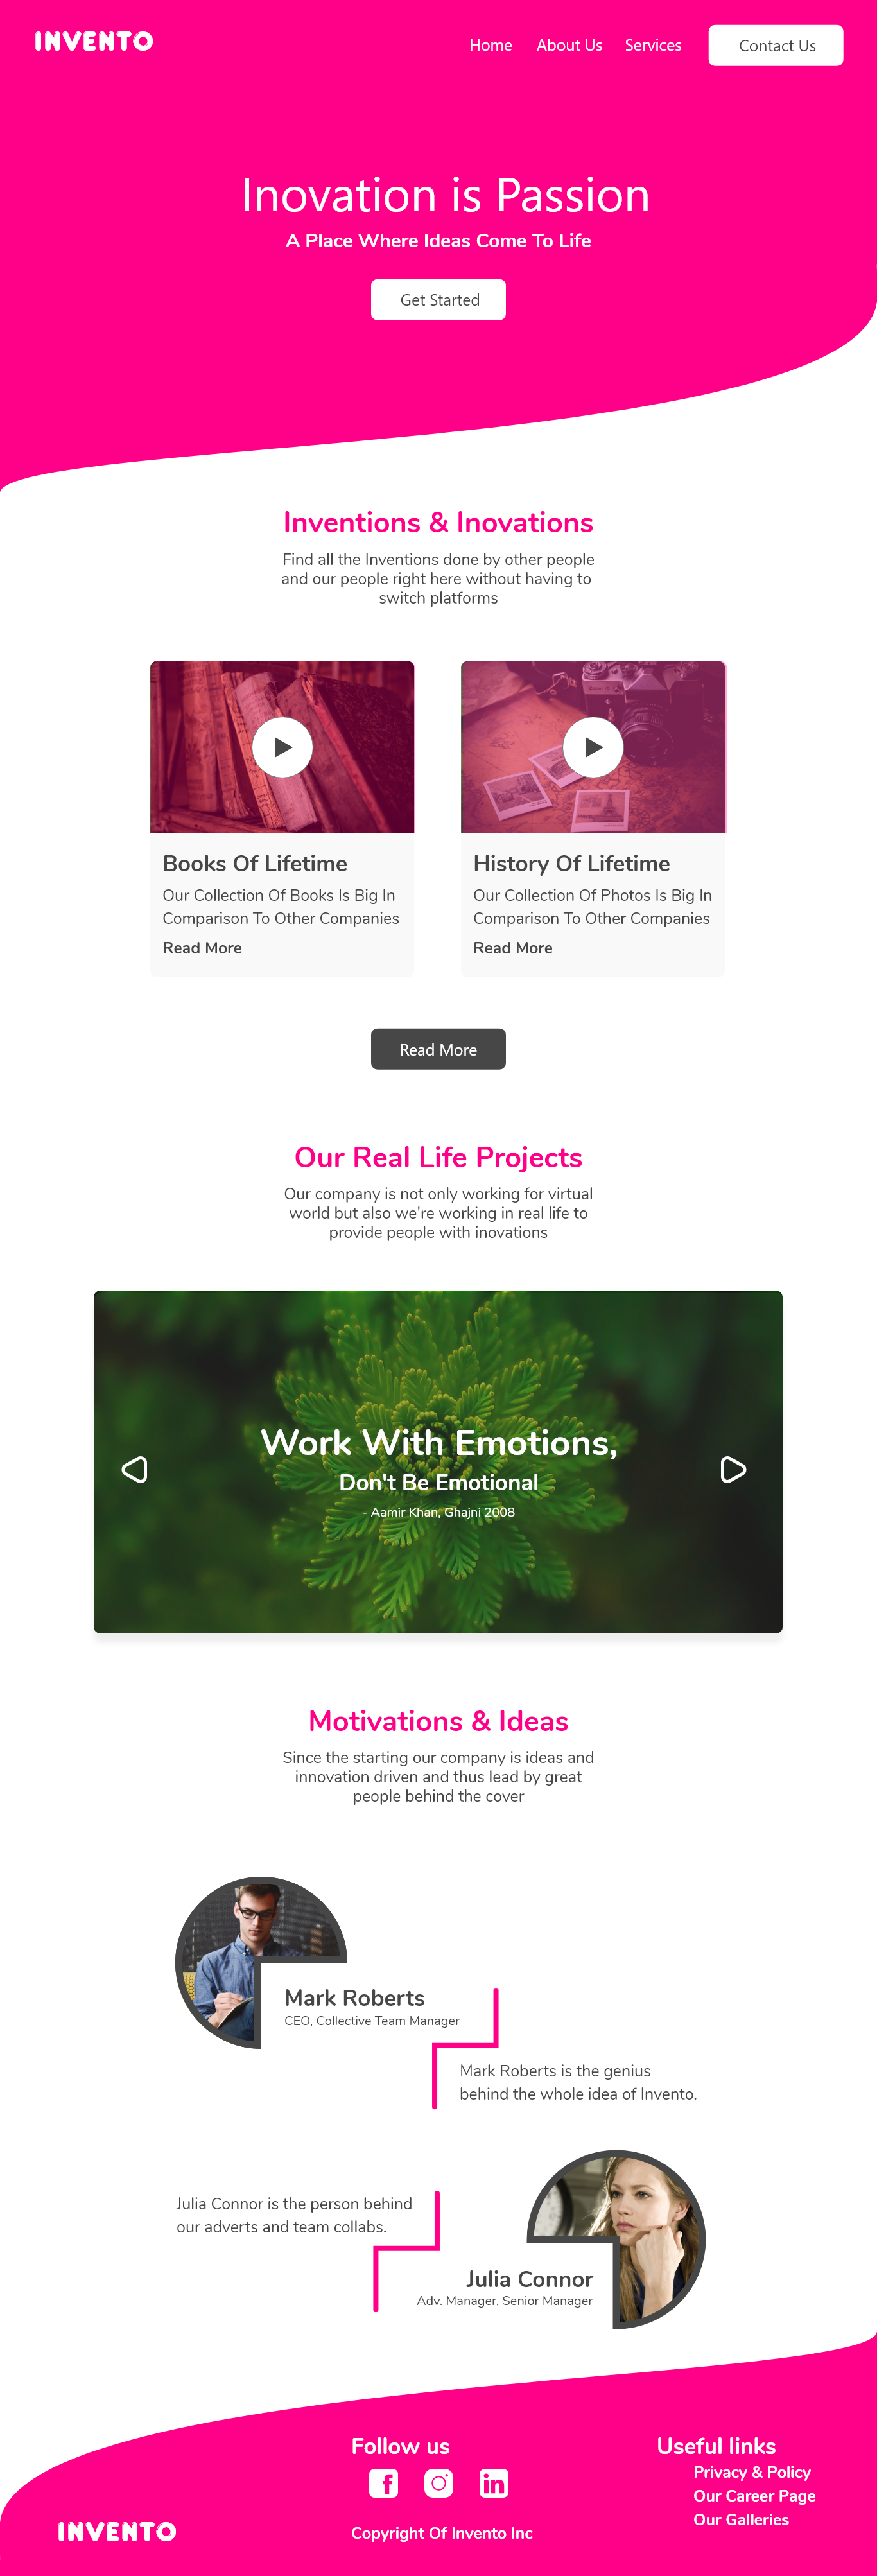 INVENTO
Home About Us Services Contact Us
Inovation is Passion
A Place Where Ideas Come To Life
Get Started
Inventions & Inovations
Find all the Inventions done by other people
and our people right here without having to
switch platforms
Books Of Lifetime
Our Collection Of Books Is Big In
Comparison To Other Companies
Read More
History Of Lifetime
Our Collection Of Photos Is Big In
Comparison To Other Companies
Read More
Read More
Our Real Life Projects
Our company is not only working for virtual
world but also we're working in real life to
provide people with inovations
Work With Emotions,
Don't Be Emotional
- Aamir Khan, Ghajni 2008
Motivations & Ideas
Since the starting our company is ideas and
innovation driven and thus lead by great
people behind the cover
Mark Roberts
CEO, Collective Team Manager
Mark Roberts is the genius
behind the whole idea of Invento.
Julia Connor is the person behind
our adverts and team collabs.
Julia Connor
Adv. Manager, Senior Manager
INVENTO
Follow us
f
in
Copyright Of Invento Inc
Useful links
Privacy & Policy
Our Career Page
Our Galleries